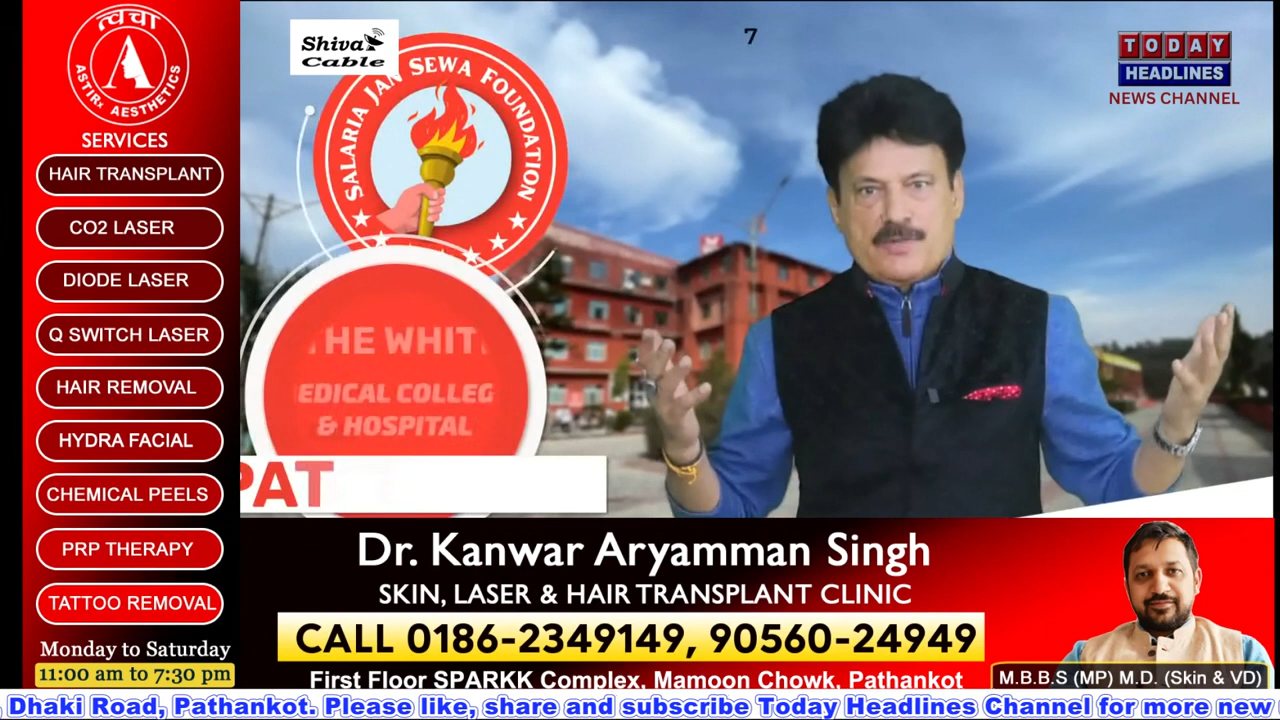 त्वचा
ASTIRx AESTHETICS
SERVICES
HAIR TRANSPLANT
CO2 LASER
DIODE LASER
Q SWITCH LASER
HAIR REMOVAL
HYDRA FACIAL
CHEMICAL PEELS
PRP THERAPY
TATTOO REMOVAL
Monday to Saturday
11:00 am to 7:30 pm
Shiva
Cable
7
TODAY
HEADLINES
NEWS CHANNEL
SALARIA JAN SEWA FOUNDATION
THE WHIT
EDICAL COLLEG
& HOSPITAL
PAT
Dr. Kanwar Aryamman Singh
SKIN, LASER & HAIR TRANSPLANT CLINIC
CALL 0186-2349149, 90560-24949
First Floor SPARKK Complex, Mamoon Chowk, Pathankot
M.B.B.S (MP) M.D. (Skin & VD)
Dhaki Road, Pathankot. Please like, share and subscribe Today Headlines Channel for more new